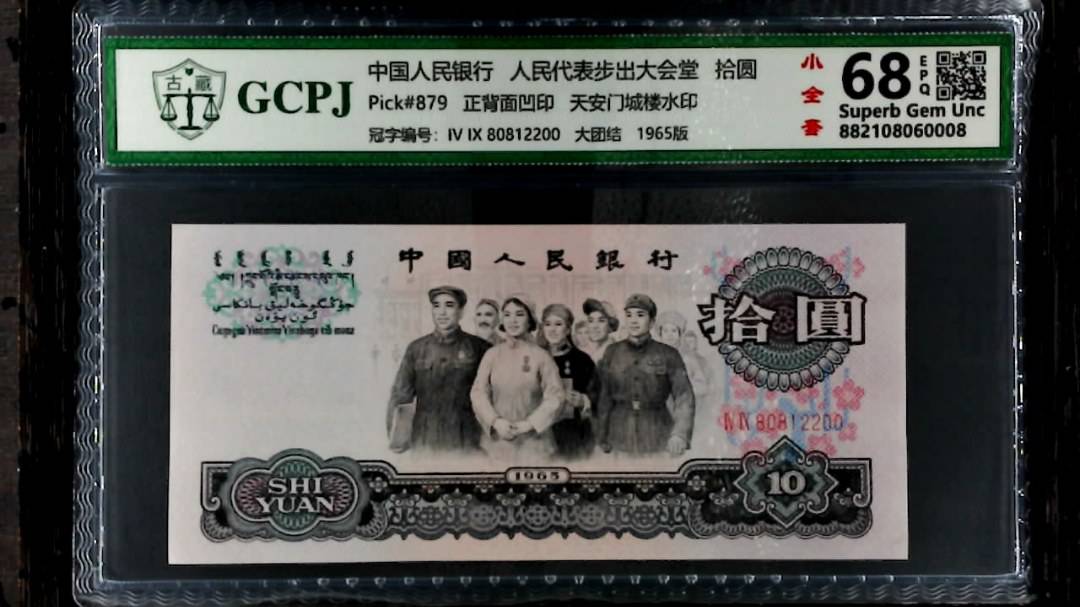 古 藏
GCPJ
中国人民银行 人民代表步出大会堂 拾圆
Pick#879 正背面凹印 天安门城楼水印
冠字编号: IV IX 80812200 大团结 1965版
小全套
68
EPQ
Superb Gem Unc
882108060008
中國人民銀行
拾圓
IV IX 80812200
1965
SHI
YUAN
10